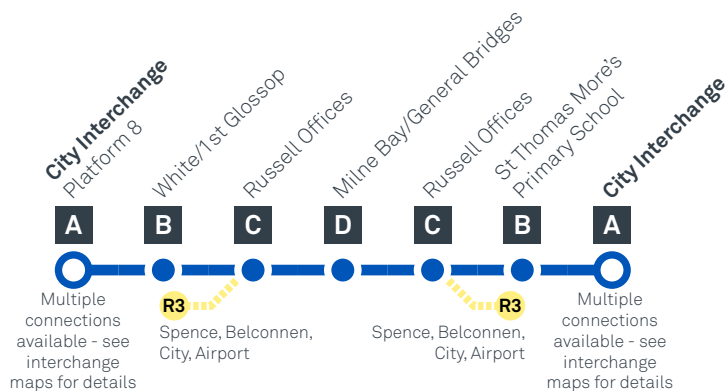 City Interchange
Platform 8
White/1st Glossop
Russell Offices
Milne Bay/General Bridges
Russell Offices
St Thomas More's
Primary School
City Interchange
A
B
C
D
C
B
A
Multiple
connections
available - see
interchange
maps for details
R3
Spence, Belconnen,
City, Airport
R3
Spence, Belconnen,
City, Airport
Multiple
connections
available - see
interchange
maps for details